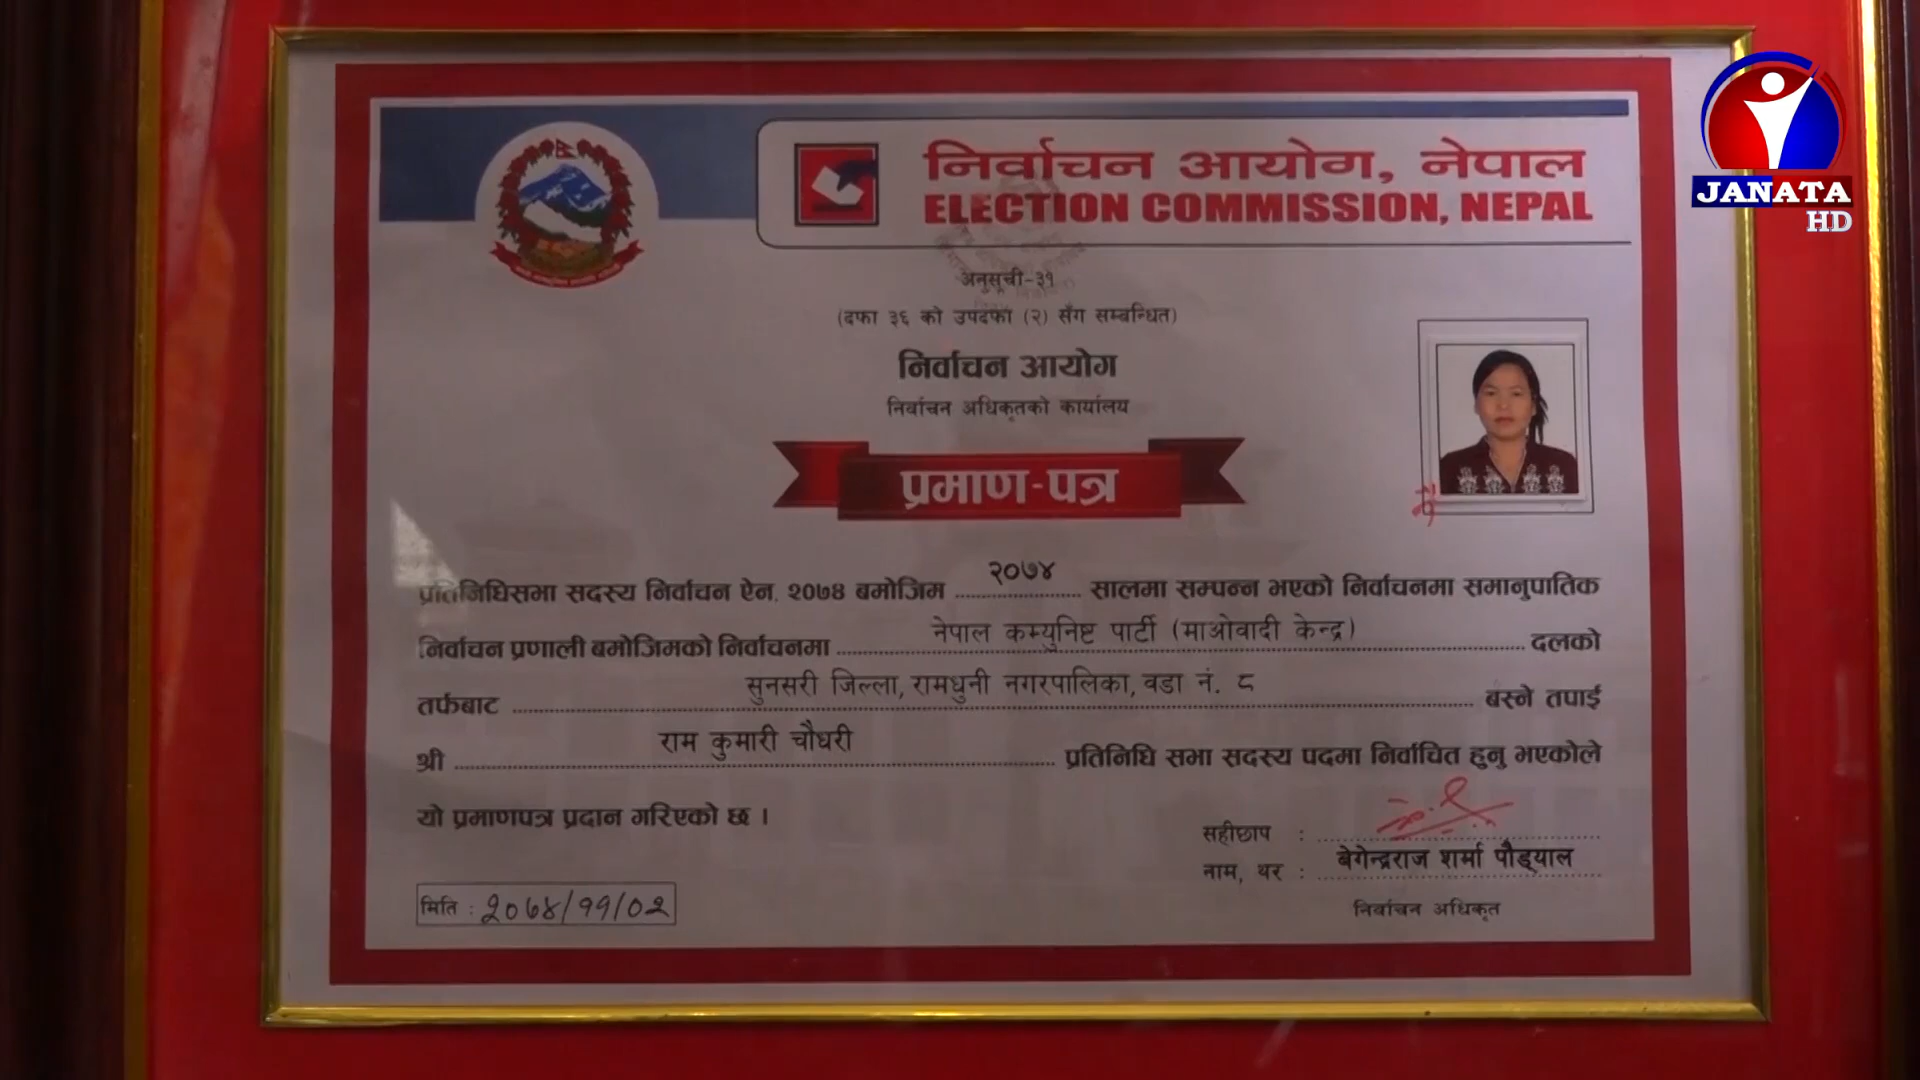 निर्वाचन आयोग, नेपाल
ELECTION COMMISSION, NEPAL
JANATA
HD
अनुसूची-३१
(दफा ३६ को उपदफा (२) सँग सम्बन्धित)
निर्वाचन आयोग
निर्वाचन अधिकृतको कार्यालय
प्रमाण-पत्र
प्रतिनिधिसभा सदस्य निर्वाचन ऐन, २०७४ बमोजिम २०७४ सालमा सम्पन्न भएको निर्वाचनमा समानुपातिक
निर्वाचन प्रणाली बमोजिमको निर्वाचनमा नेपाल कम्युनिष्ट पार्टी (माओवादी केन्द्र) दलको
तर्फबाट सुनसरी जिल्ला, रामधुनी नगरपालिका, वडा नं. ८ बस्ने तपाई
श्री राम कुमारी चौधरी प्रतिनिधि सभा सदस्य पदमा निर्वाचित हुनु भएकोले
यो प्रमाणपत्र प्रदान गरिएको छ ।
सहीछाप :
नाम, थर : बेगेन्द्रराज शर्मा पौड्याल
निर्वाचन अधिकृत
मिति : २०७४/११/०२